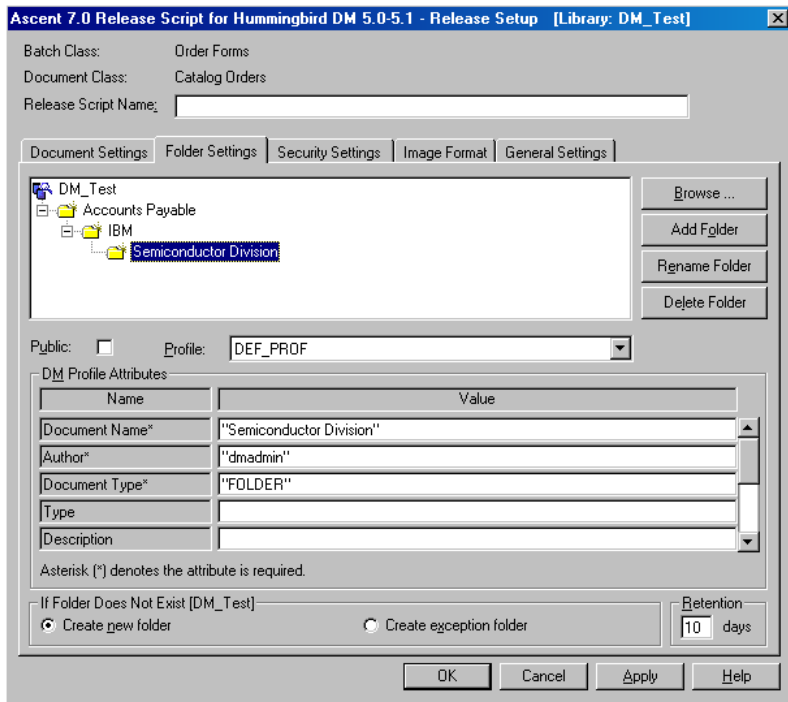 Ascent 7.0 Release Script for Hummingbird DM 5.0-5.1 - Release Setup [Library: DM_Test]
Batch Class: Order Forms
Document Class: Catalog Orders
Release Script Name:
Document Settings Folder Settings Security Settings Image Format General Settings
DM_Test
Accounts Payable
IBM
Semiconductor Division
Browse ...
Add Folder
Rename Folder
Delete Folder
Public: Profile: DEF_PROF
DM Profile Attributes
Name Value
Document Name* "Semiconductor Division"
Author* "dmadmin"
Document Type* "FOLDER"
Type
Description
Asterisk (*) denotes the attribute is required.
If Folder Does Not Exist [DM_Test]
Create new folder Create exception folder
Retention
10 days
OK Cancel Apply Help